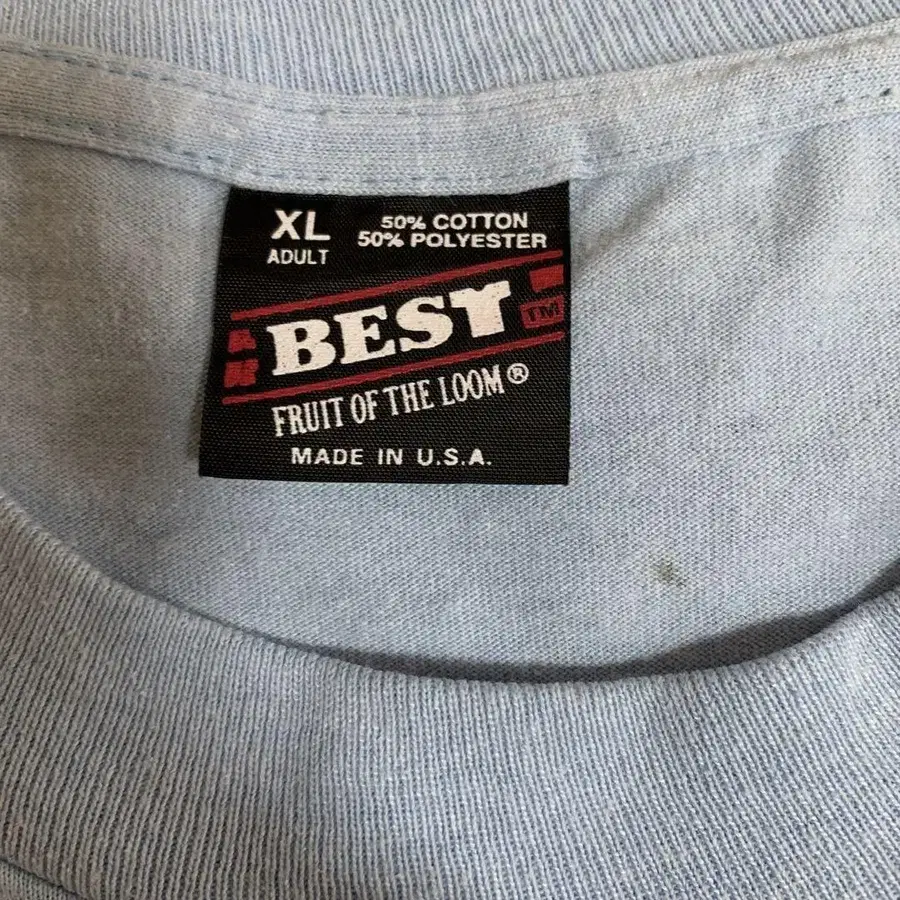 XL
ADULT
50% COTTON
50% POLYESTER
BEST
TM
FRUIT OF THE LOOM®
MADE IN U.S.A.